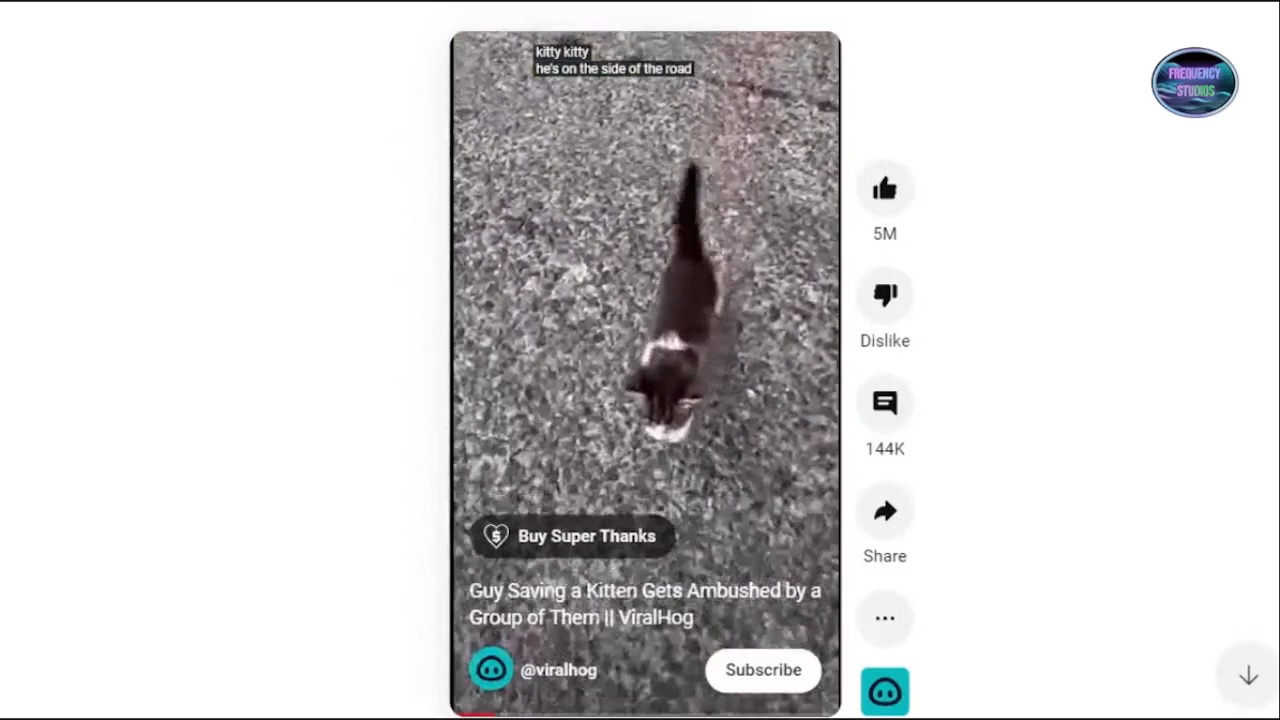 kitty kitty
he's on the side of the road
FREQUENCY
STUDIOS
5M
Dislike
144K
Share
Buy Super Thanks
Guy Saving a Kitten Gets Ambushed by a
Group of Them || ViralHog
@viralhog
Subscribe